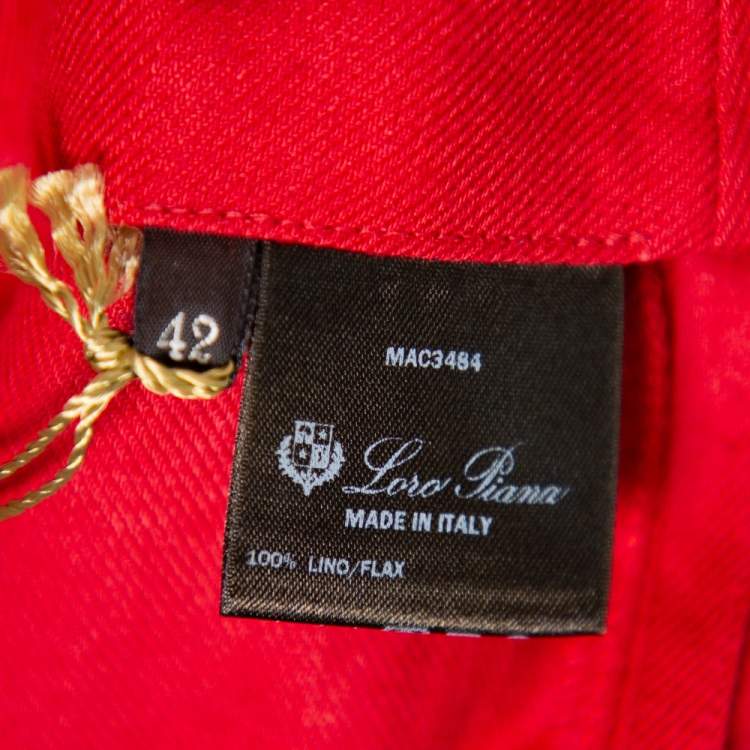 42
MAC3484
Loro Piana
MADE IN ITALY
100% LINO/FLAX